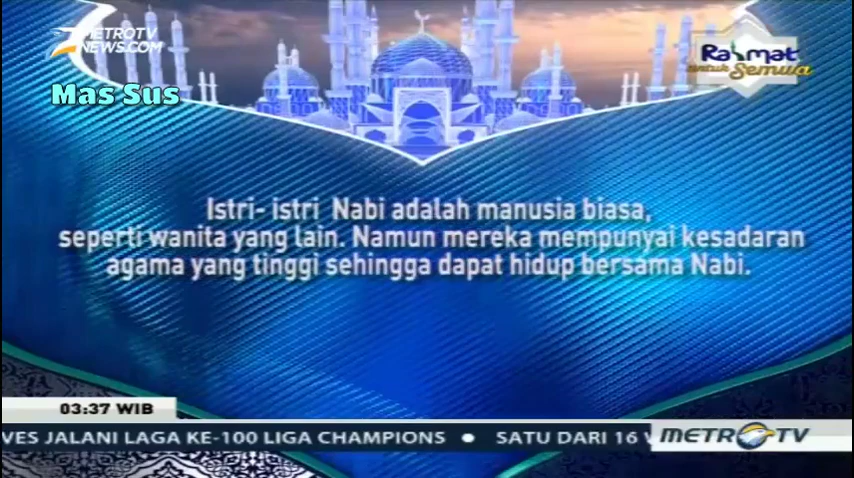 METROTV
NEWS.COM
Rahmat
untuk Semua
Mas Sus
Istri- istri Nabi adalah manusia biasa,
seperti wanita yang lain. Namun mereka mempunyai kesadaran
agama yang tinggi sehingga dapat hidup bersama Nabi.
03:37 WIB
VES JALANI LAGA KE-100 LIGA CHAMPIONS ● SATU DARI 16
METRO TV